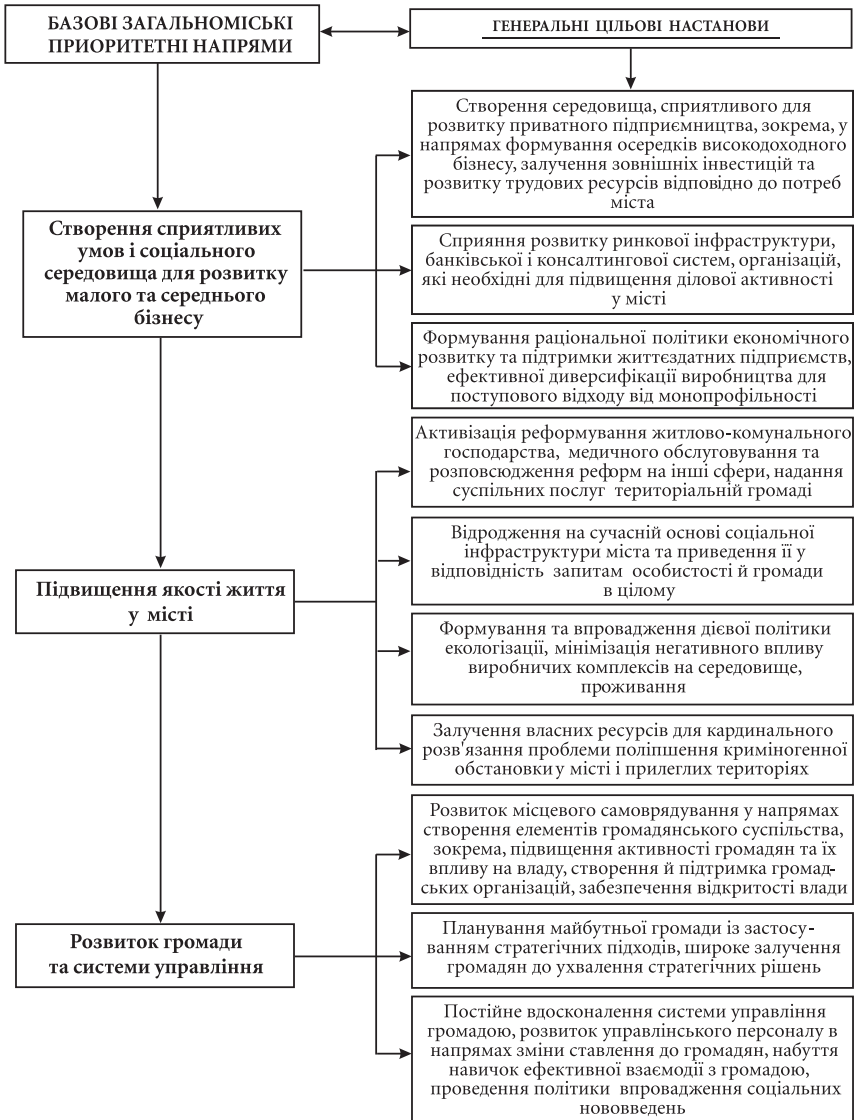 БАЗОВІ ЗАГАЛЬНОМІСЬКІ
ПРИОРИТЕТНІ НАПРЯМИ
ГЕНЕРАЛЬНІ ЦІЛЬОВІ НАСТАНОВИ
Створення середовища, сприятливого для
розвитку приватного підприємництва, зокрема, у
напрямах формування осередків високодоходного
бізнесу, залучення зовнішніх інвестицій та
розвитку трудових ресурсів відповідно до потреб
міста
Створення сприятливих
умов і соціального
середовища для розвитку
малого та середнього
бізнесу
Сприяння розвитку ринкової інфраструктури,
банківської і консалтингової систем, організацій,
які необхідні для підвищення ділової активності
у місті
Формування раціональної політики економічного
розвитку та підтримки життєздатних підприємств,
ефективної диверсифікації виробництва для
поступового відходу від монопрофільності
Активізація реформування житлово-комунального
господарства, медичного обслуговування та
розповсюдження реформ на інші сфери, надання
суспільних послуг територіальній громаді
Підвищення якості життя
у місті
Відродження на сучасній основі соціальної
інфраструктури міста та приведення її у
відповідність запитам особистості й громади
в цілому
Формування та впровадження дієвої політики
екологізації, мінімізація негативного впливу
виробничих комплексів на середовище,
проживання
Залучення власних ресурсів для кардинального
розв'язання проблеми поліпшення криміногенної
обстановки у місті і прилеглих територіях
Розвиток місцевого самоврядування у напрямах
створення елементів громадянського суспільства,
зокрема, підвищення активності громадян та їх
впливу на владу, створення й підтримка громад-
ських організацій, забезпечення відкритості влади
Розвиток громади
та системи управління
Планування майбутньої громади із застосу-
ванням стратегічних підходів, широке залучення
громадян до ухвалення стратегічних рішень
Постійне вдосконалення системи управління
громадою, розвиток управлінського персоналу в
напрямах зміни ставлення до громадян, набуття
навичок ефективної взаємодії з громадою,
проведення політики впровадження соціальних
нововведень